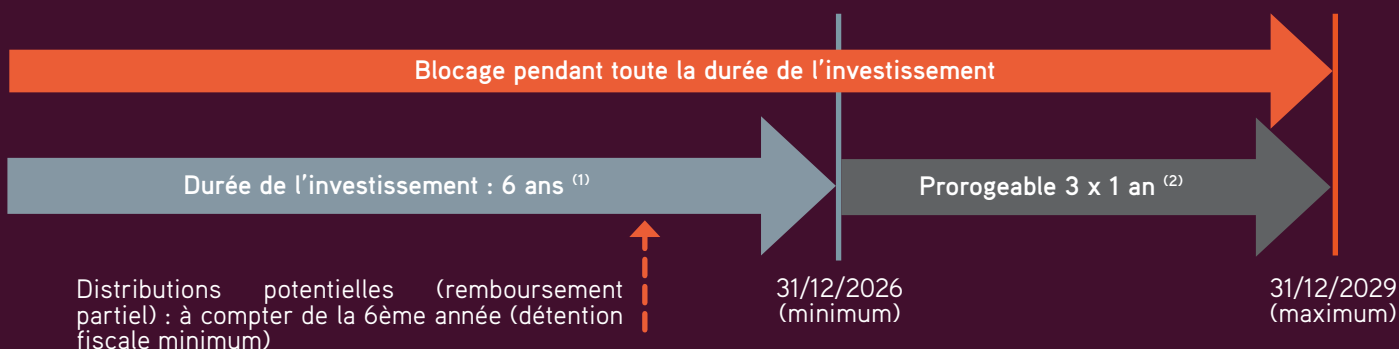 Blocage pendant toute la durée de l'investissement
Durée de l'investissement : 6 ans (1)
Prorogeable 3 x 1 an (2)
Distributions potentielles (remboursement
partiel) : à compter de la 6ème année (détention
fiscale minimum)
31/12/2026
(minimum)
31/12/2029
(maximum)